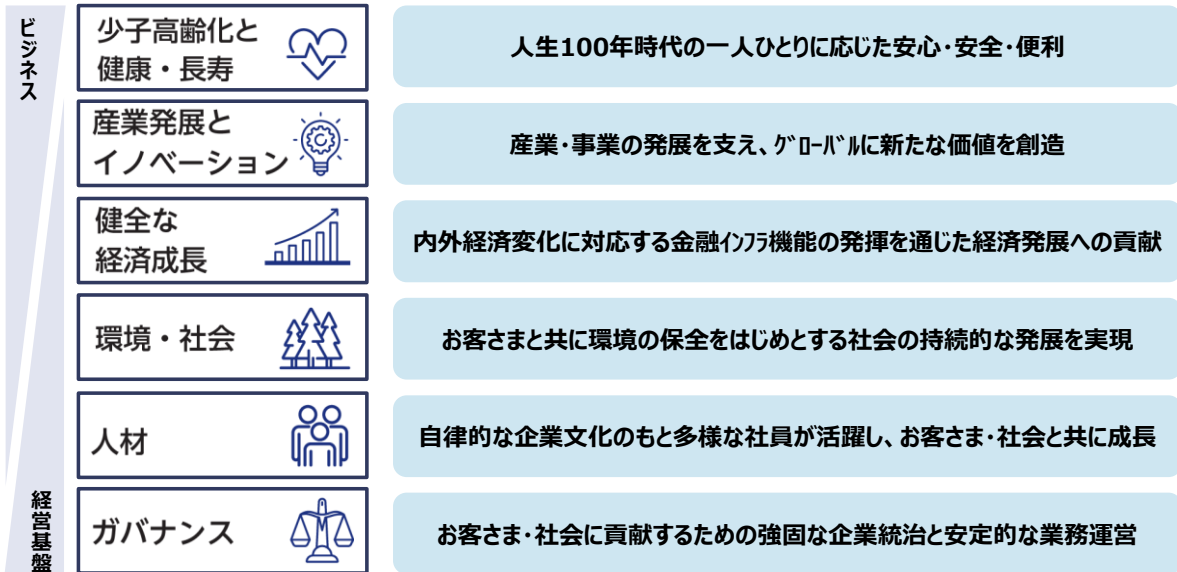 ビジネス
少子高齢化と
健康・長寿
人生100年時代の一人ひとりに応じた安心・安全・便利
産業発展と
イノベーション
産業・事業の発展を支え、グローバルに新たな価値を創造
健全な
経済成長
内外経済変化に対応する金融インフラ機能の発揮を通じた経済発展への貢献
環境・社会
お客さまと共に環境の保全をはじめとする社会の持続的な発展を実現
人材
自律的な企業文化のもと多様な社員が活躍し、お客さま・社会と共に成長
経営基盤
ガバナンス
お客さま・社会に貢献するための強固な企業統治と安定的な業務運営